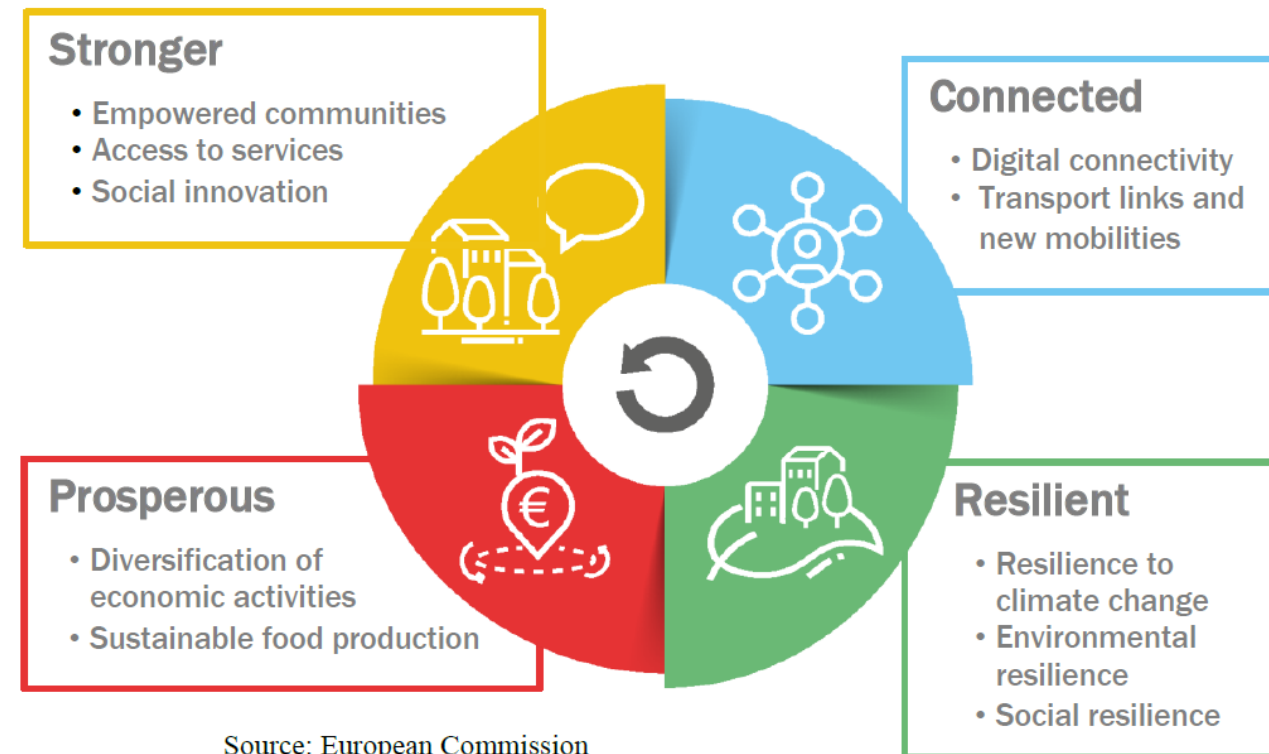 Stronger
• Empowered communities
• Access to services
• Social innovation
Connected
• Digital connectivity
• Transport links and
new mobilities
Prosperous
• Diversification of
economic activities
• Sustainable food production
€
Resilient
• Resilience to
climate change
• Environmental
resilience
• Social resilience
Source: European Commission